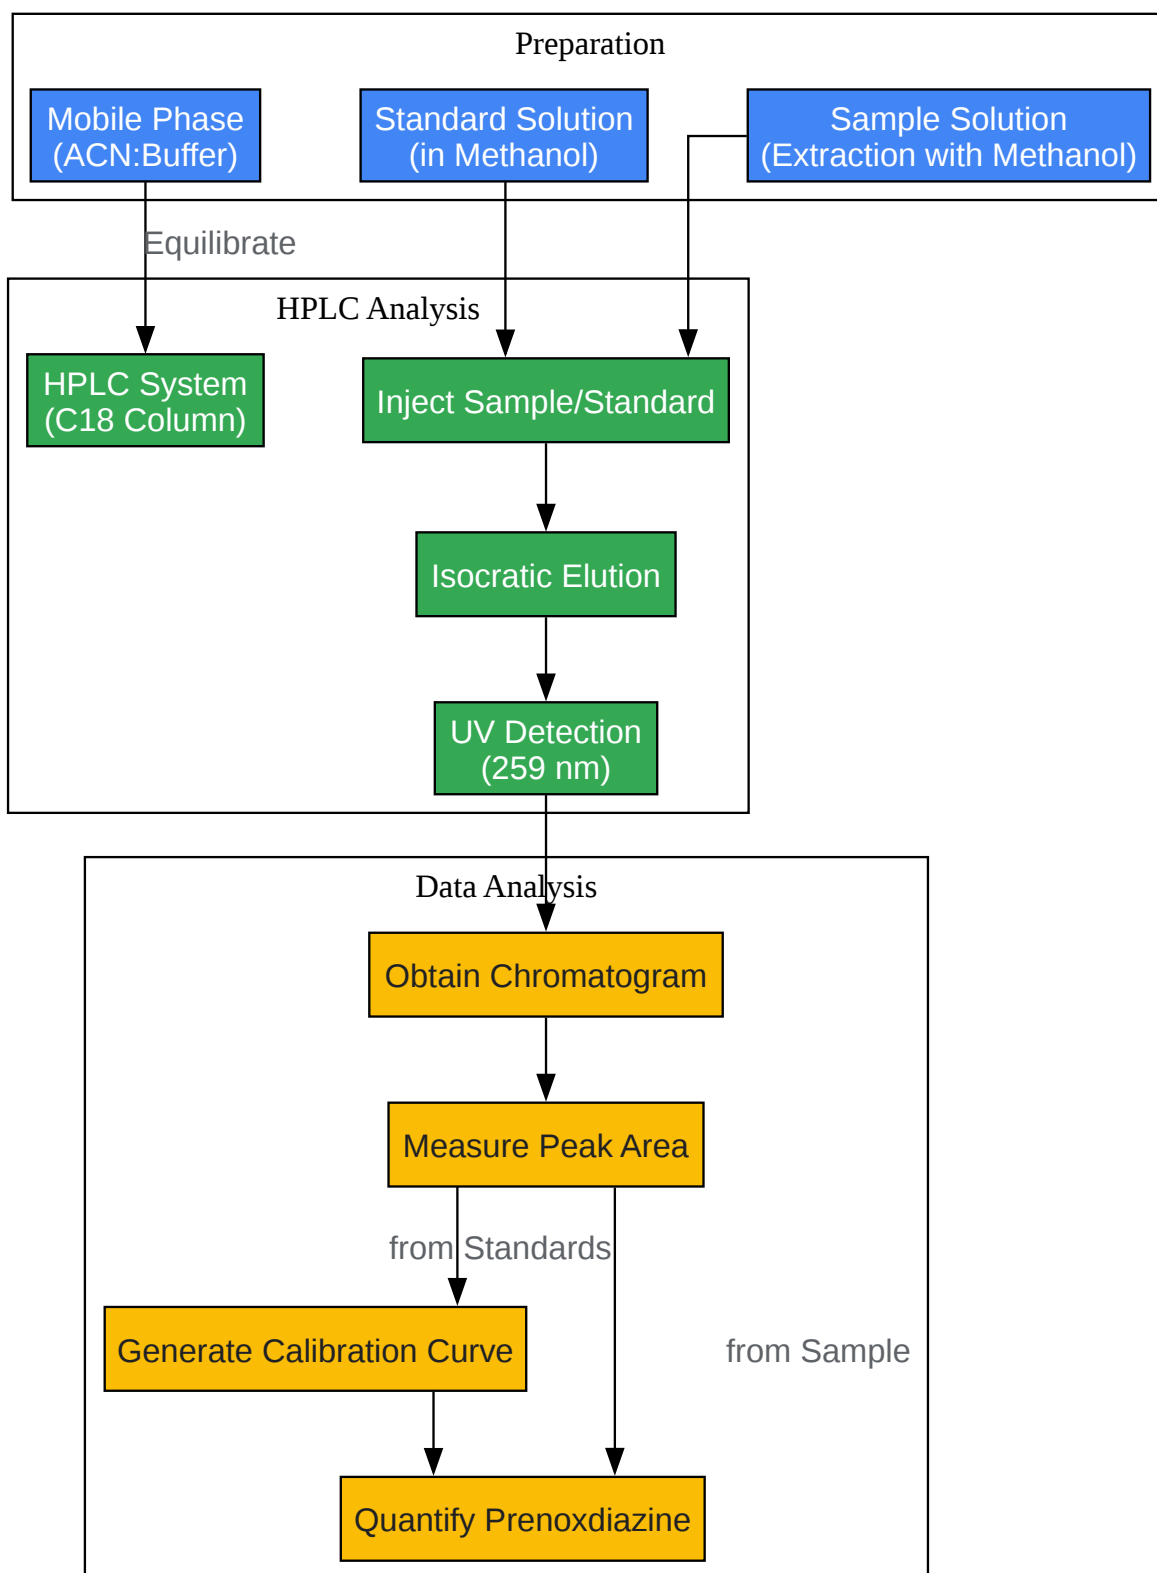 Preparation
Mobile Phase
(ACN:Buffer)
Standard Solution
(in Methanol)
Sample Solution
(Extraction with Methanol)
Equilibrate
HPLC Analysis
HPLC System
(C18 Column)
Inject Sample/Standard
Isocratic Elution
UV Detection
(259 nm)
Data Analysis
Obtain Chromatogram
Measure Peak Area
from Standards
Generate Calibration Curve
from Sample
Quantify Prenoxdiazine